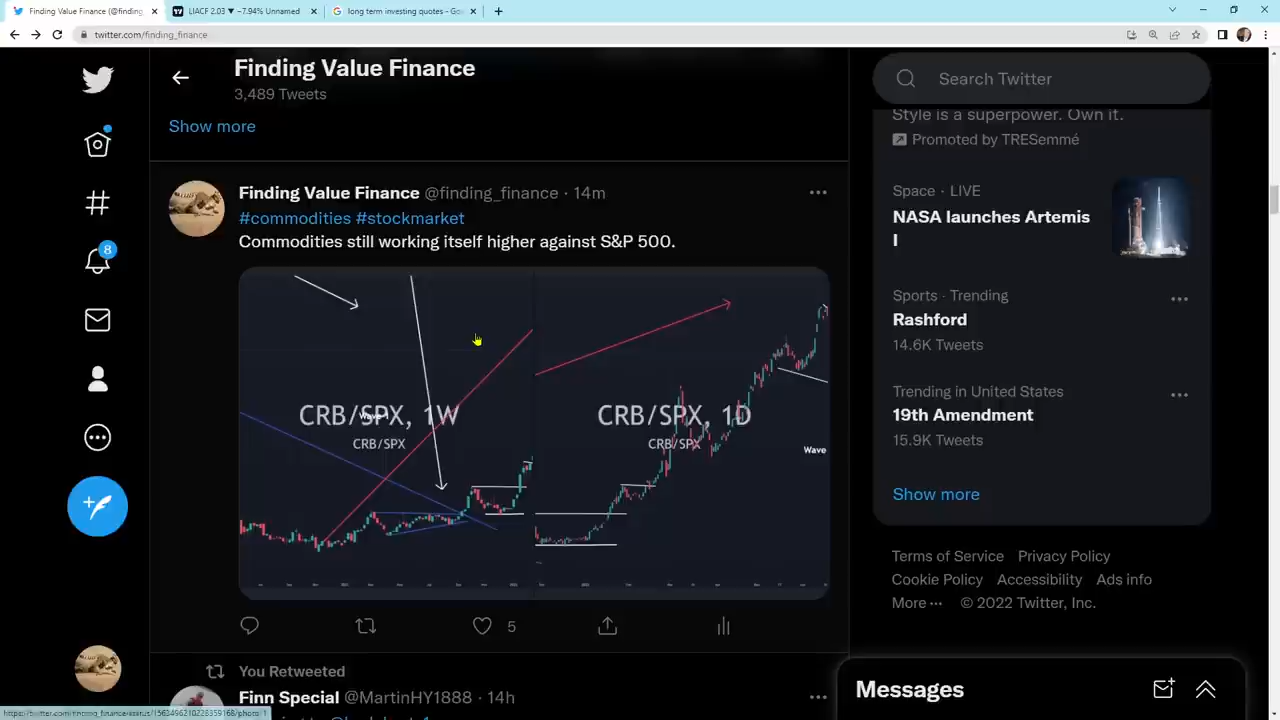 Finding Value Finance (@finding_
LIACF 2.03 ▼ −7.94% Unnamed
long term investing quotes - Goo
twitter.com/finding_finance
Finding Value Finance
3,489 Tweets
Show more
Finding Value Finance @finding_finance · 14m
#commodities #stockmarket
Commodities still working itself higher against S&P 500.
CRB/SPX, 1W
CRB/SPX
CRB/SPX, 1D
CRB/SPX
Wave
5
You Retweeted
Finn Special @MartinHY1888 · 14h
8
Search Twitter
Style is a superpower. Own it.
Promoted by TRESemmé
Space · LIVE
NASA launches Artemis
I
Sports · Trending
Rashford
14.6K Tweets
Trending in United States
19th Amendment
15.9K Tweets
Show more
Terms of Service Privacy Policy
Cookie Policy Accessibility Ads info
More ··· © 2022 Twitter, Inc.
Messages